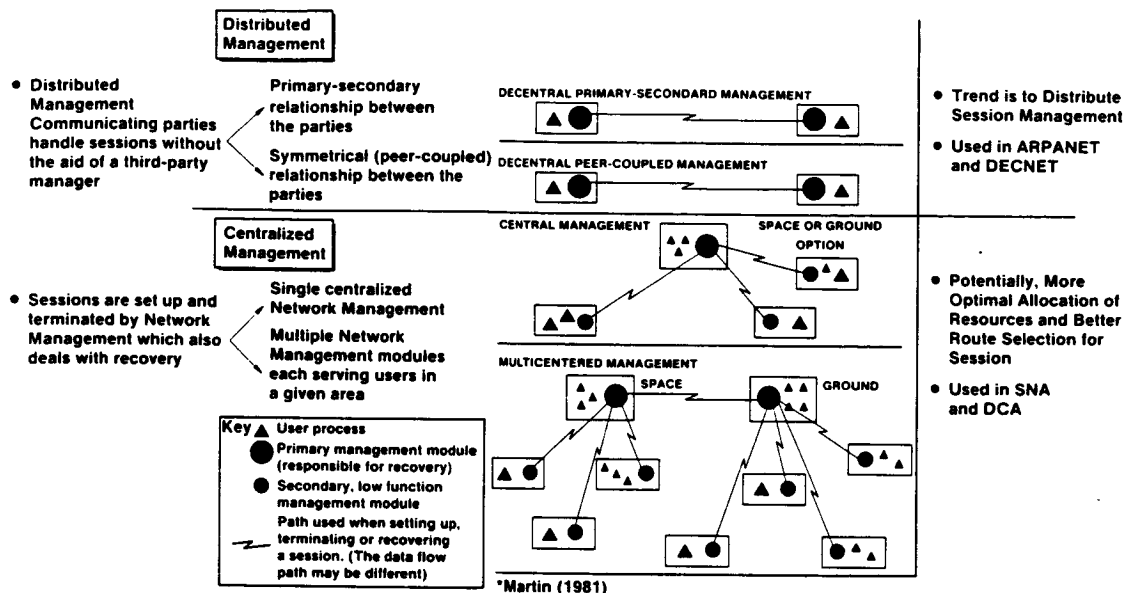 Distributed
Management
• Distributed
Management
Communicating parties
handle sessions without
the aid of a third-party
manager
Primary-secondary
relationship between
the parties
Symmetrical (peer-coupled)
relationship between the
parties
DECENTRAL PRIMARY-SECONDARD MANAGEMENT
DECENTRAL PEER-COUPLED MANAGEMENT
• Trend is to Distribute
Session Management
• Used in ARPANET
and DECNET
Centralized
Management
• Sessions are set up and
terminated by Network
Management which also
deals with recovery
Single centralized
Network Management
Multiple Network
Management modules
each serving users in
a given area
CENTRAL MANAGEMENT
SPACE OR GROUND
OPTION
MULTICENTERED MANAGEMENT
SPACE
GROUND
• Potentially, More
Optimal Allocation of
Resources and Better
Route Selection for
Session
• Used in SNA
and DCA
Key
User process
Primary management module
(responsible for recovery)
Secondary, low function
management module
Path used when setting up,
terminating or recovering
a session. (The data flow
path may be different)
*Martin (1981)